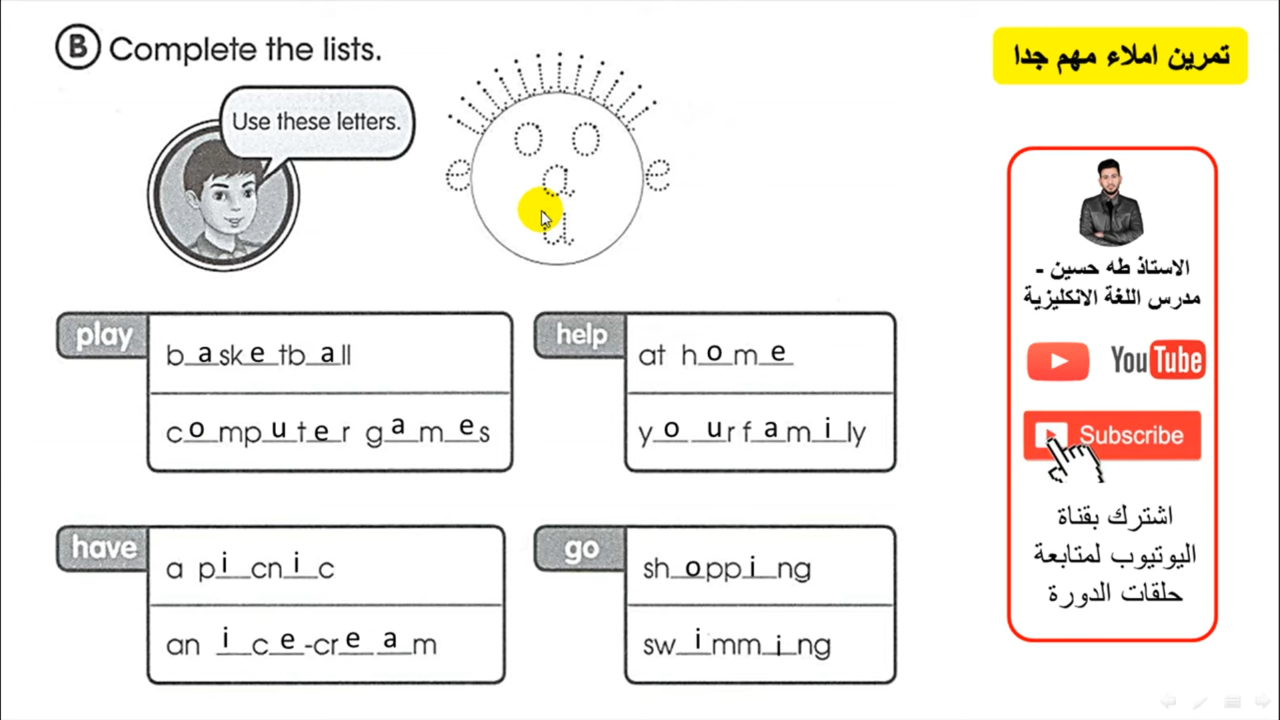 B Complete the lists.
تمرين املاء مهم جدا
Use these letters.
o o
e a e
u
play
basketball
computer games
help
at home
your family
have
a picnic
an ice-cream
go
shopping
swimming
الاستاذ طه حسين -
مدرس اللغة الانكليزية
YouTube
Subscribe
اشترك بقناة
اليوتيوب لمتابعة
حلقات الدورة